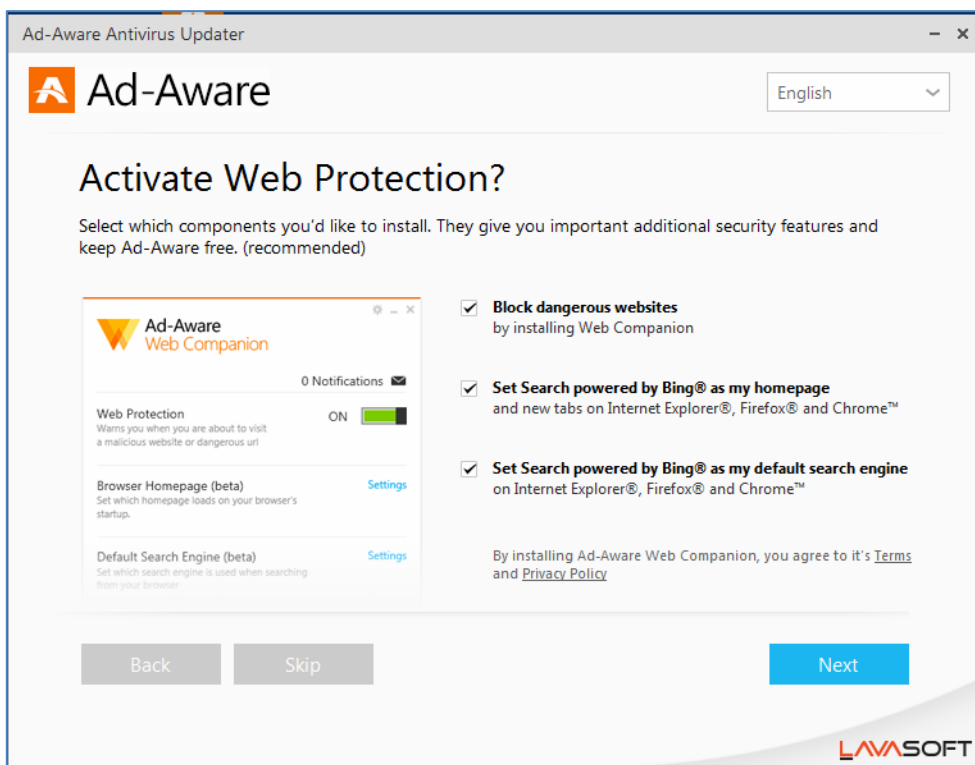 Ad-Aware Antivirus Updater
Ad-Aware
English
Activate Web Protection?
Select which components you'd like to install. They give you important additional security features and
keep Ad-Aware free. (recommended)
Ad-Aware
Web Companion
0 Notifications
Web Protection
ON
Warns you when you are about to visit
a malicious website or dangerous url
Browser Homepage (beta)
Settings
Set which homepage loads on your browser's
startup.
Default Search Engine (beta)
Settings
Set which search engine is used when searching
from your browser
Block dangerous websites
by installing Web Companion
Set Search powered by Bing® as my homepage
and new tabs on Internet Explorer®, Firefox® and Chrome™
Set Search powered by Bing® as my default search engine
on Internet Explorer®, Firefox® and Chrome™
By installing Ad-Aware Web Companion, you agree to it's Terms
and Privacy Policy
Back
Skip
Next
LAVASOFT